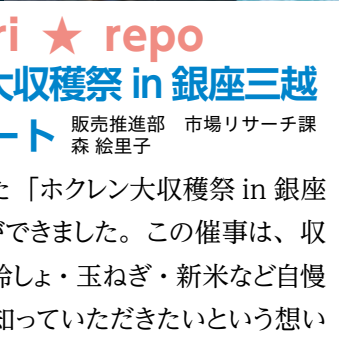 ri ★ repo
大収穫祭 in 銀座三越
ート 販売推進部　市場リサーチ課
森 絵里子
た「ホクレン大収穫祭 in 銀座
ができました。この催事は、収
鈴しょ・玉ねぎ・新米など自慢
知っていただきたいという想い